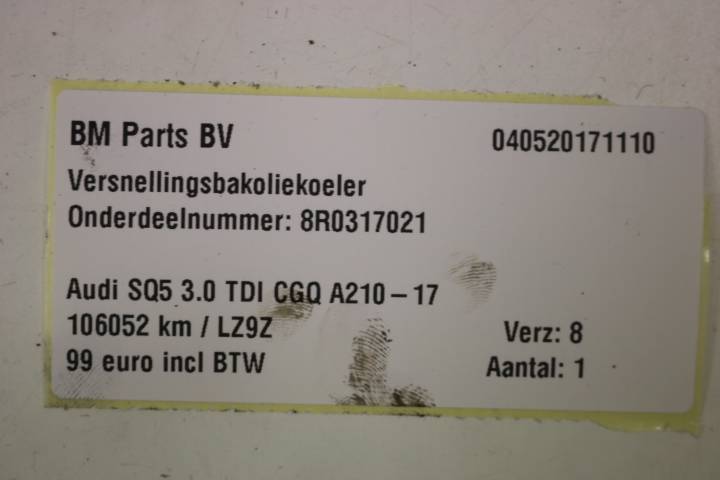 BM Parts BV 040520171110
Versnellingsbakoliekoeler
Onderdeelnummer: 8R0317021
Audi SQ5 3.0 TDI CGQ A210-17
106052 km / LZ9Z Verz: 8
99 euro incl BTW Aantal: 1